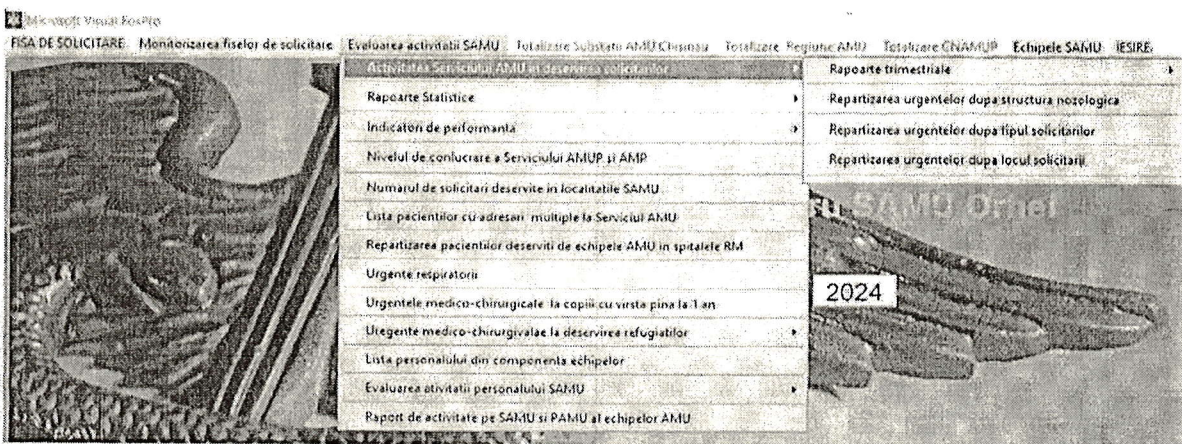 Microsoft Visual FoxPro
FISA DE SOLICITARE Monitorizarea fiselor de solicitare Evaluarea activitatii SAMU Totalizare Substatii AMU Chisinau Totalizare Regiune AMU Totalizare CNAMUP Echipele SAMU IESIRE
Activitatea Serviciului AMU in deservirea solicitarilor
Rapoarte Statistice
Indicatori de performanta
Nivelul de conlucrare a Serviciului AMUP si AMP
Numarul de solicitari deservite in localitatile SAMU
Lista pacientilor cu adresari multiple la Serviciul AMU
Repartizarea pacientilor deserviti de echipele AMU in spitalele RM
Urgente respiratorii
Urgentele medico-chirurgicale la copiii cu virsta pina la 1 an
Uregente medico-chirurgivalae la deservirea refugiatilor
Lista personalului din componenta echipelor
Evaluarea ativitatii personalului SAMU
Raport de activitate pe SAMU si PAMU al echipelor AMU
Rapoarte trimestriale
Repartizarea urgentelor dupa structura nozologica
Repartizarea urgentelor dupa tipul solicitarilor
Repartizarea urgentelor dupa locul solicitarii
SAMU Orhei
2024